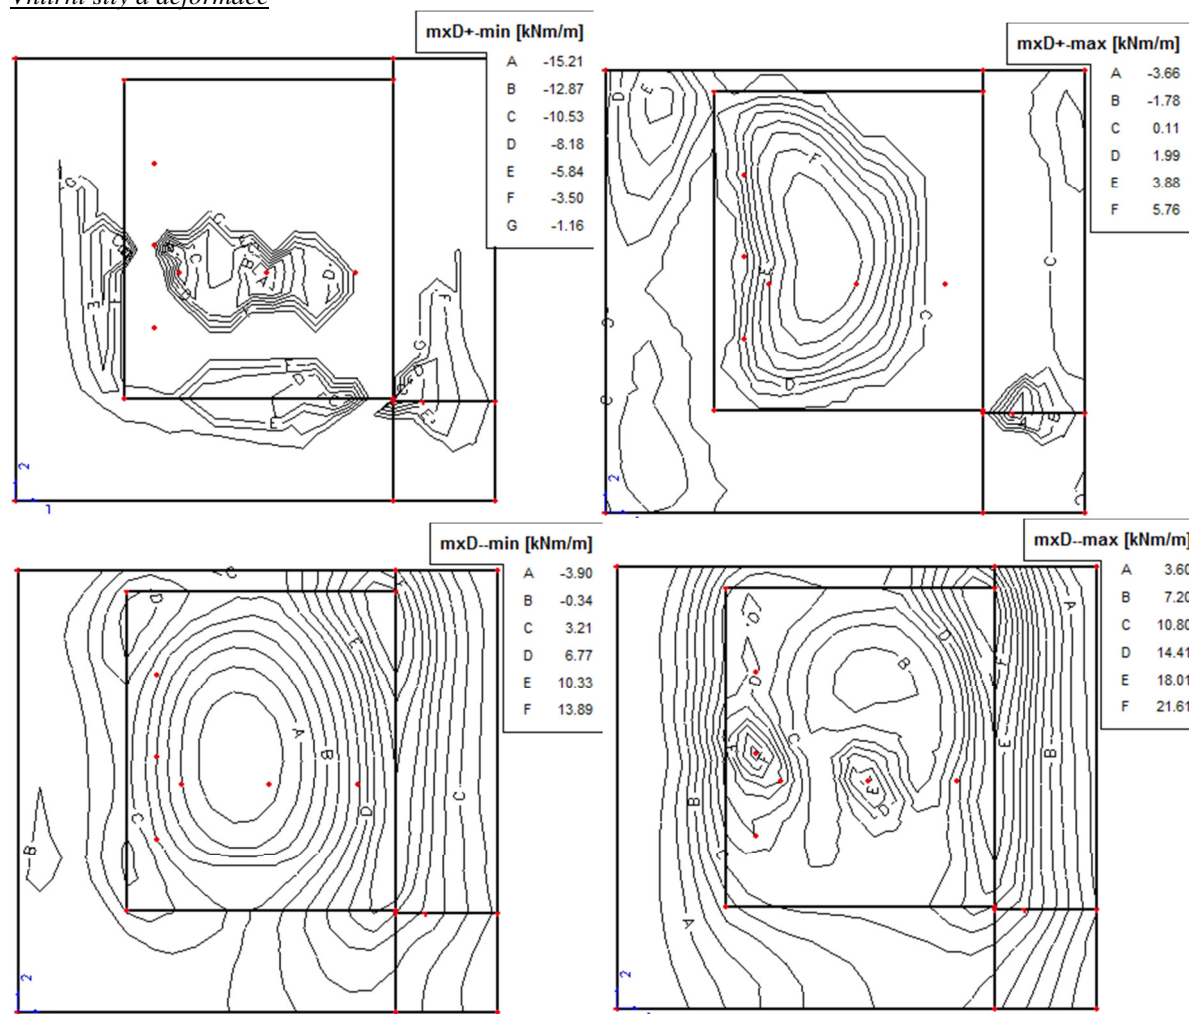 Vnitřní síly a deformace
mxD+-min [kNm/m]
A -15.21
B -12.87
C -10.53
D -8.18
E -5.84
F -3.50
G -1.16
mxD+-max [kNm/m]
A -3.66
B -1.78
C 0.11
D 1.99
E 3.88
F 5.76
mxD--min [kNm/m]
A -3.90
B -0.34
C 3.21
D 6.77
E 10.33
F 13.89
mxD--max [kNm/m]
A 3.60
B 7.20
C 10.80
D 14.41
E 18.01
F 21.61